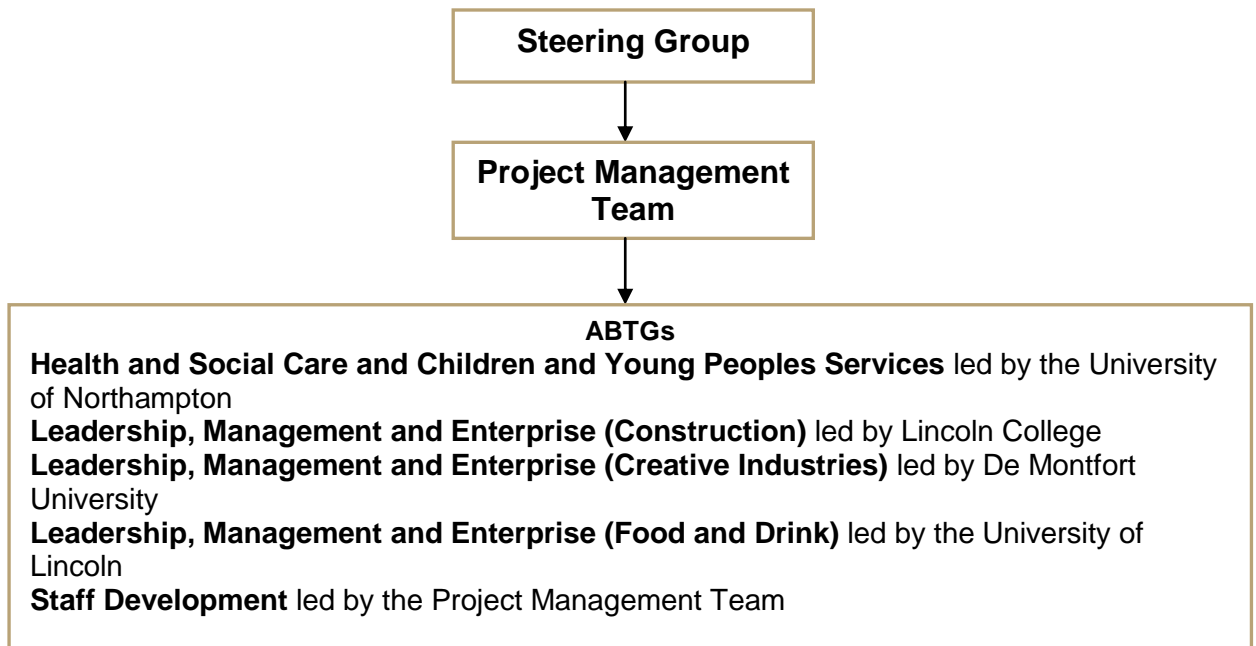 Steering Group
Project Management
Team
ABTGs
Health and Social Care and Children and Young Peoples Services led by the University
of Northampton
Leadership, Management and Enterprise (Construction) led by Lincoln College
Leadership, Management and Enterprise (Creative Industries) led by De Montfort
University
Leadership, Management and Enterprise (Food and Drink) led by the University of
Lincoln
Staff Development led by the Project Management Team